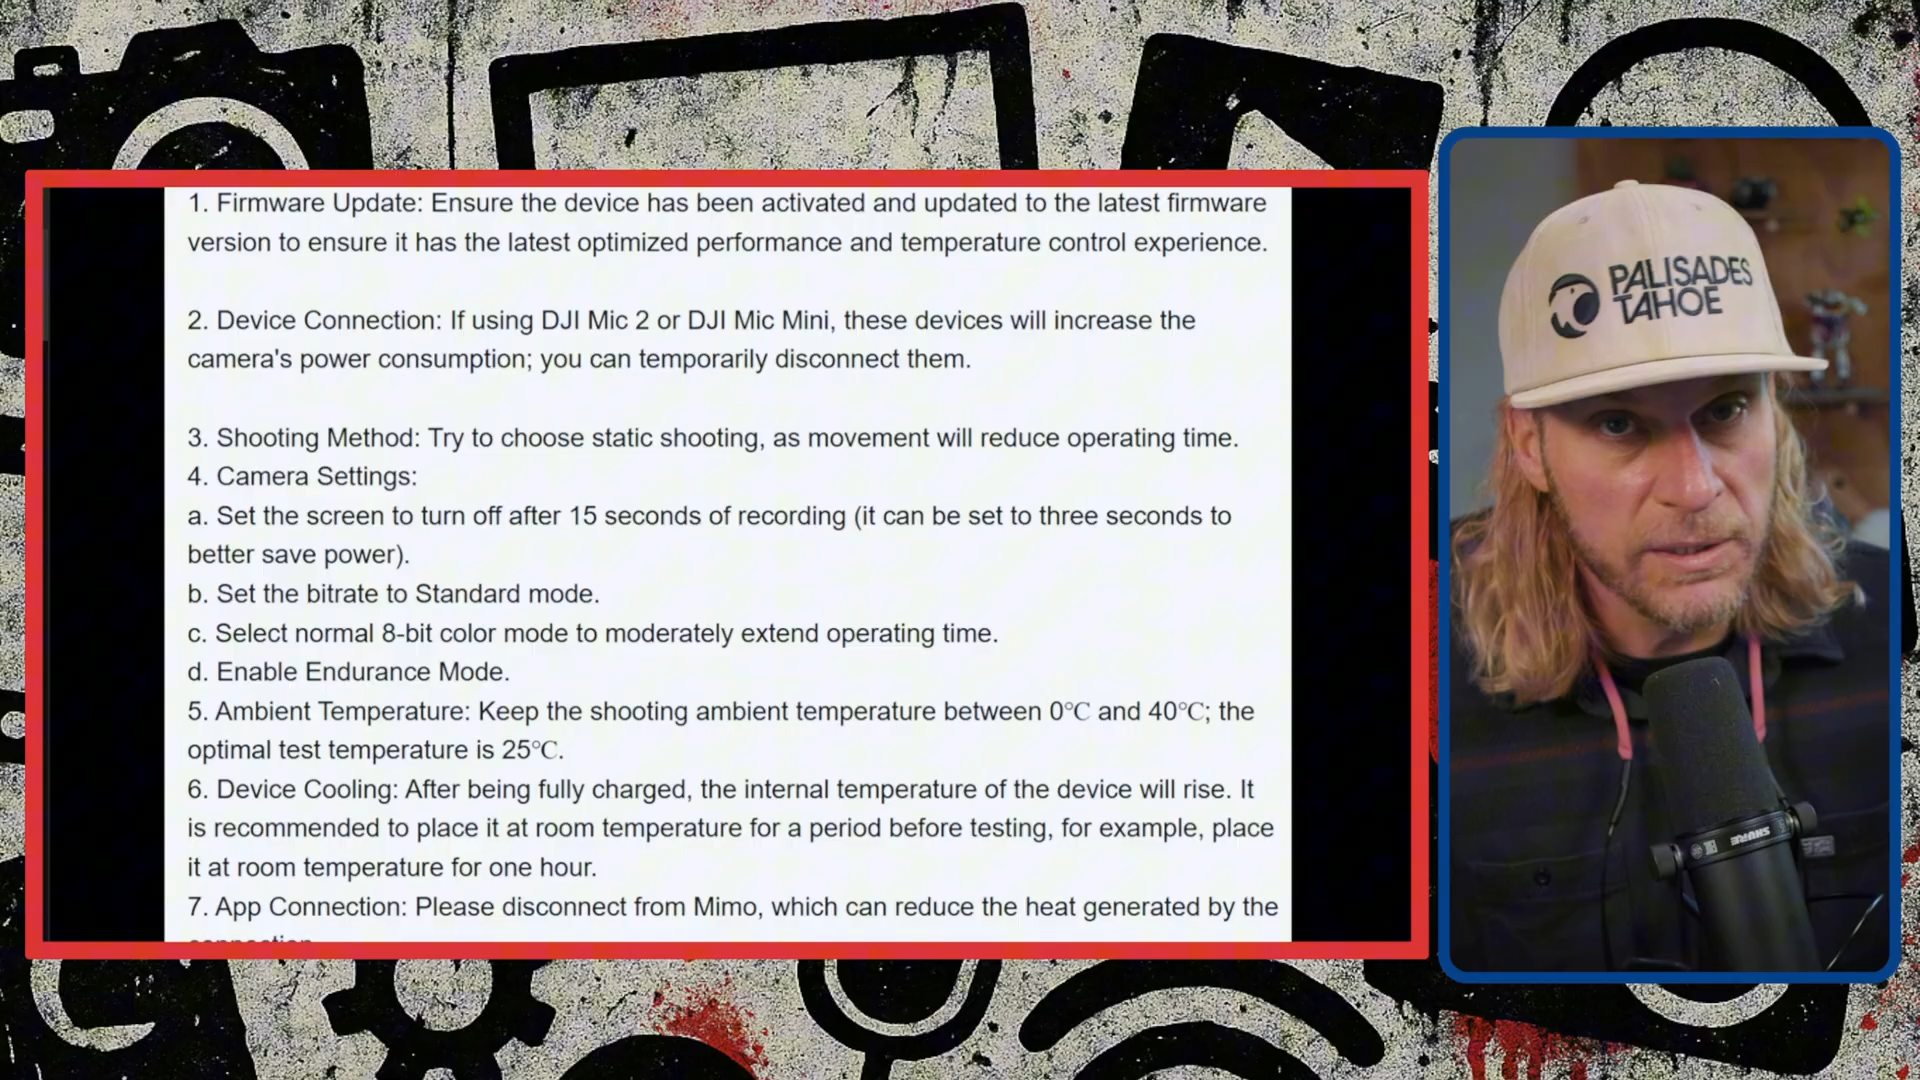 1. Firmware Update: Ensure the device has been activated and updated to the latest firmware
version to ensure it has the latest optimized performance and temperature control experience.
2. Device Connection: If using DJI Mic 2 or DJI Mic Mini, these devices will increase the
camera's power consumption; you can temporarily disconnect them.
3. Shooting Method: Try to choose static shooting, as movement will reduce operating time.
4. Camera Settings:
a. Set the screen to turn off after 15 seconds of recording (it can be set to three seconds to
better save power).
b. Set the bitrate to Standard mode.
c. Select normal 8-bit color mode to moderately extend operating time.
d. Enable Endurance Mode.
5. Ambient Temperature: Keep the shooting ambient temperature between 0℃ and 40℃; the
optimal test temperature is 25℃.
6. Device Cooling: After being fully charged, the internal temperature of the device will rise. It
is recommended to place it at room temperature for a period before testing, for example, place
it at room temperature for one hour.
7. App Connection: Please disconnect from Mimo, which can reduce the heat generated by the
PALISADES
TAHOE
SHURE